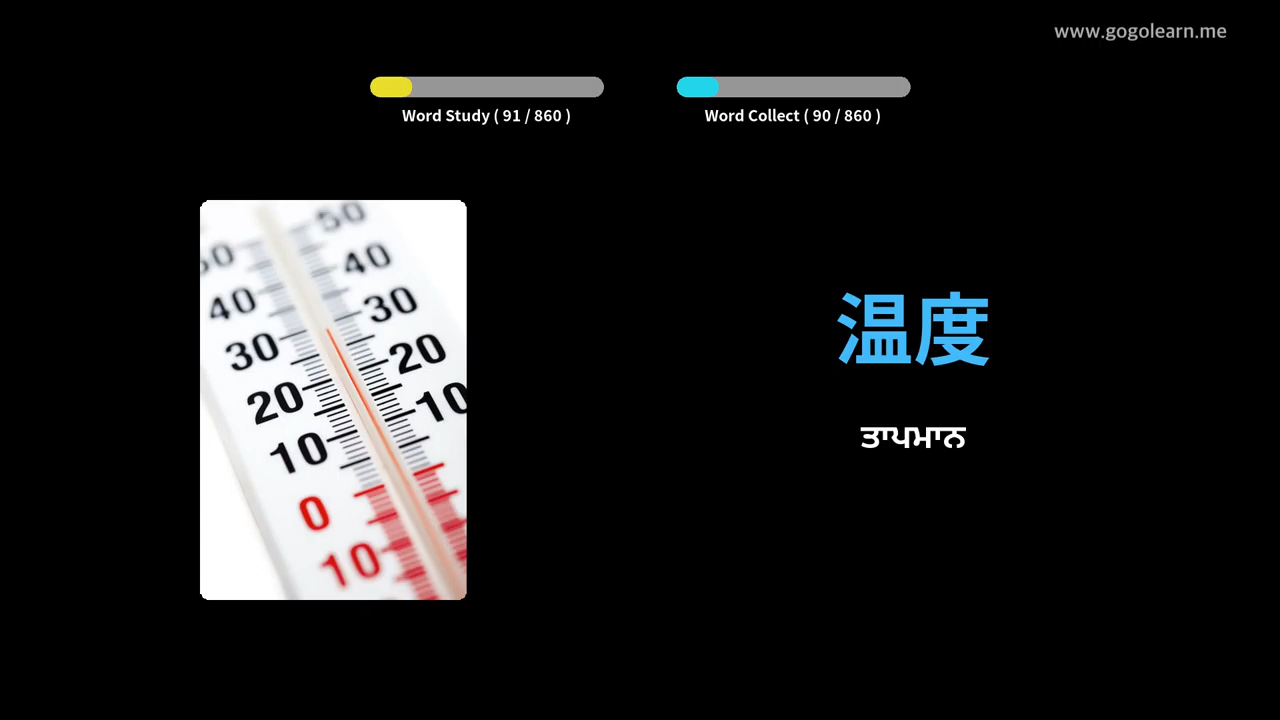 www.gogolearn.me
Word Study ( 91 / 860 )
Word Collect ( 90 / 860 )
50
40
40
30
30
20
20
10
10
0
10
温度
ਤਾਪਮਾਨ